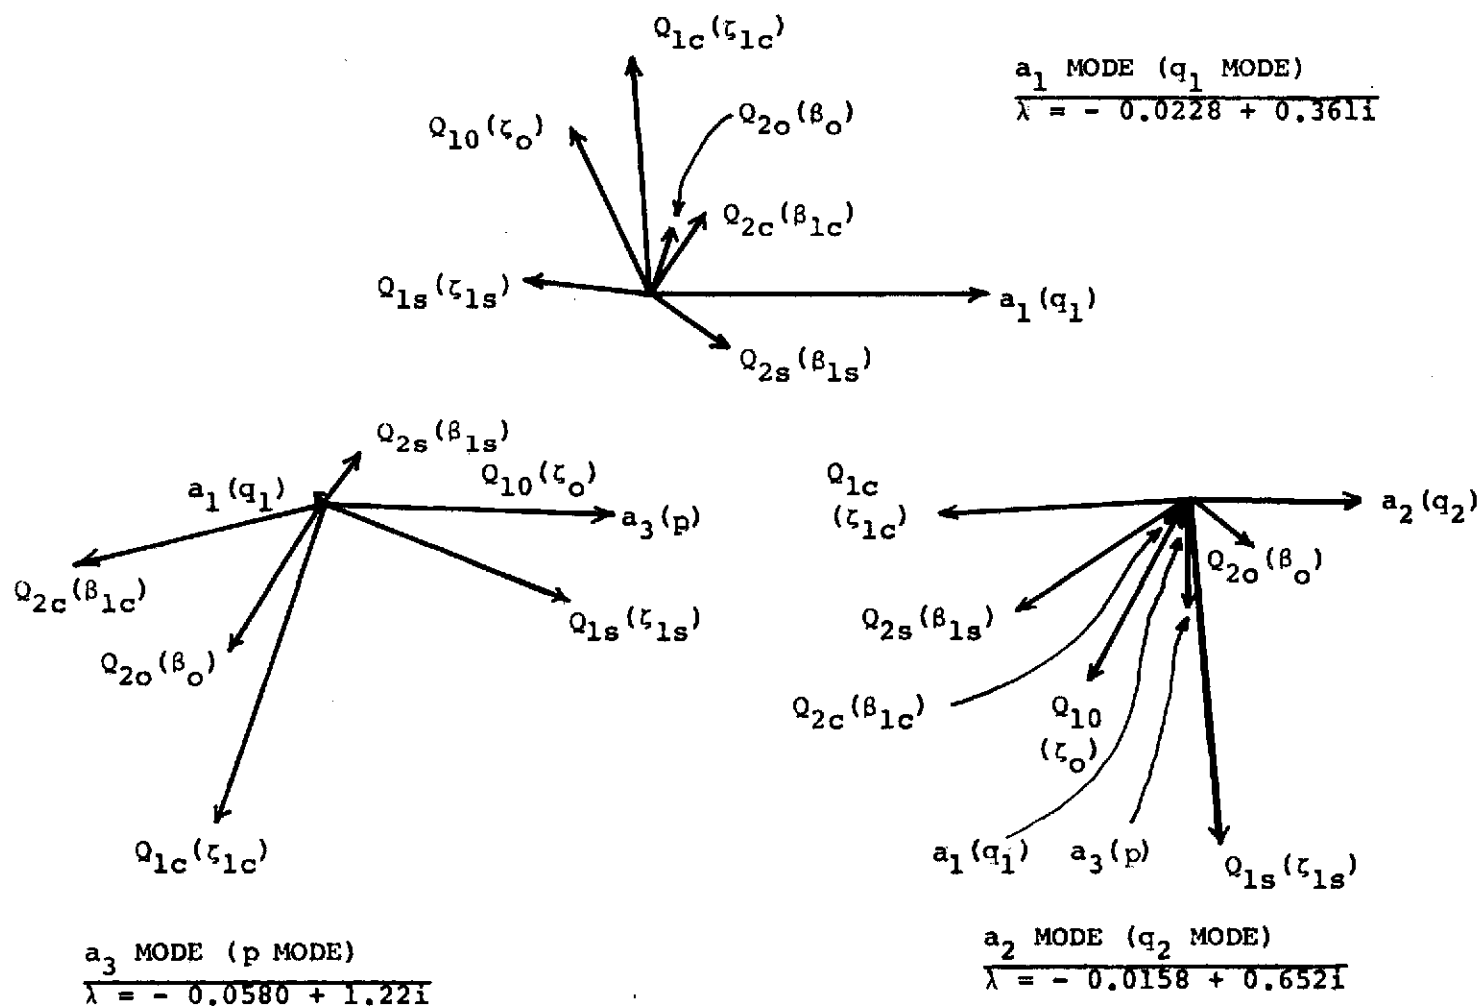 Q1c(ζ1c)
a1 MODE (q1 MODE)
λ = - 0.0228 + 0.361i
Q10(ζo)
Q2o(βo)
Q2c(β1c)
Q1s(ζ1s)
a1(q1)
Q2s(β1s)
Q2s(β1s)
Q10(ζo)
a1(q1)
a3(p)
Q2c(β1c)
Q1s(ζ1s)
Q2o(βo)
Q1c(ζ1c)
a3 MODE (p MODE)
λ = - 0.0580 + 1.22i
Q1c
(ζ1c)
a2(q2)
Q2o(βo)
Q2s(β1s)
Q2c(β1c)
Q10
(ζo)
a1(q1)
a3(p)
Q1s(ζ1s)
a2 MODE (q2 MODE)
λ = - 0.0158 + 0.652i